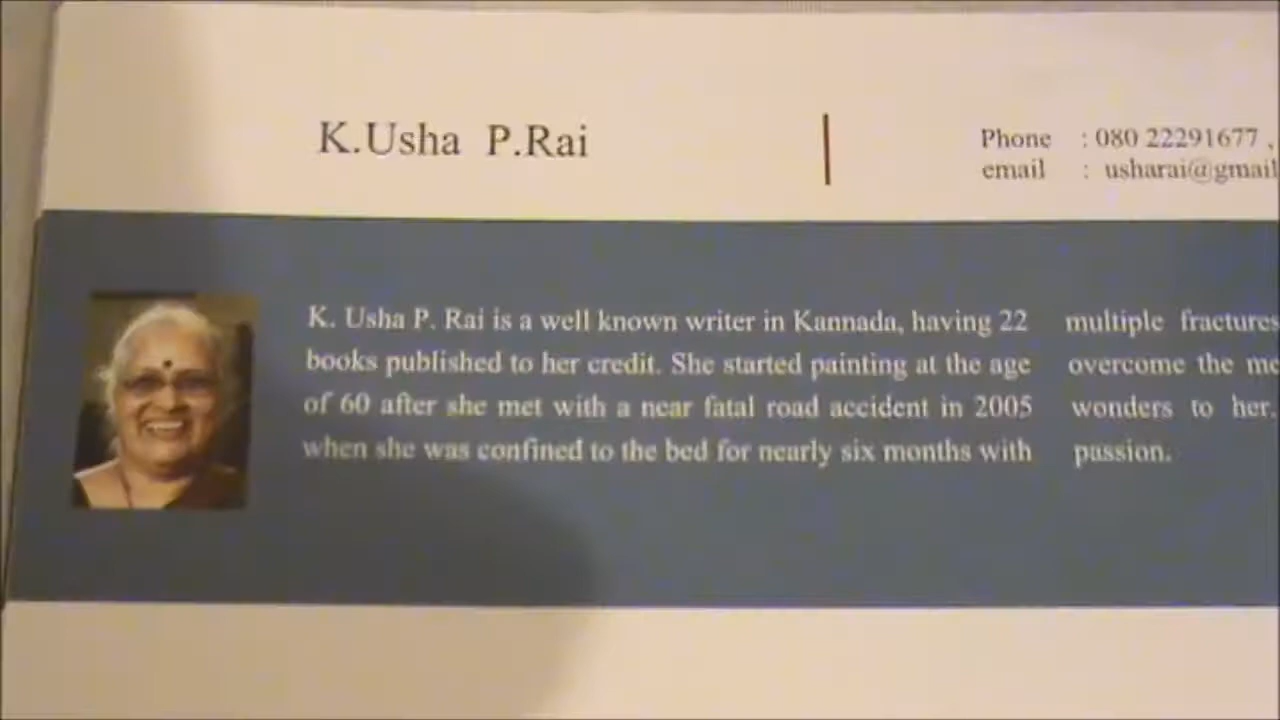 K.Usha P.Rai
Phone : 080 22291677 ,
email : usharai@gmail
K. Usha P. Rai is a well known writer in Kannada, having 22
books published to her credit. She started painting at the age
of 60 after she met with a near fatal road accident in 2005
when she was confined to the bed for nearly six months with
multiple fractures
overcome the
wonders to her.
passion.